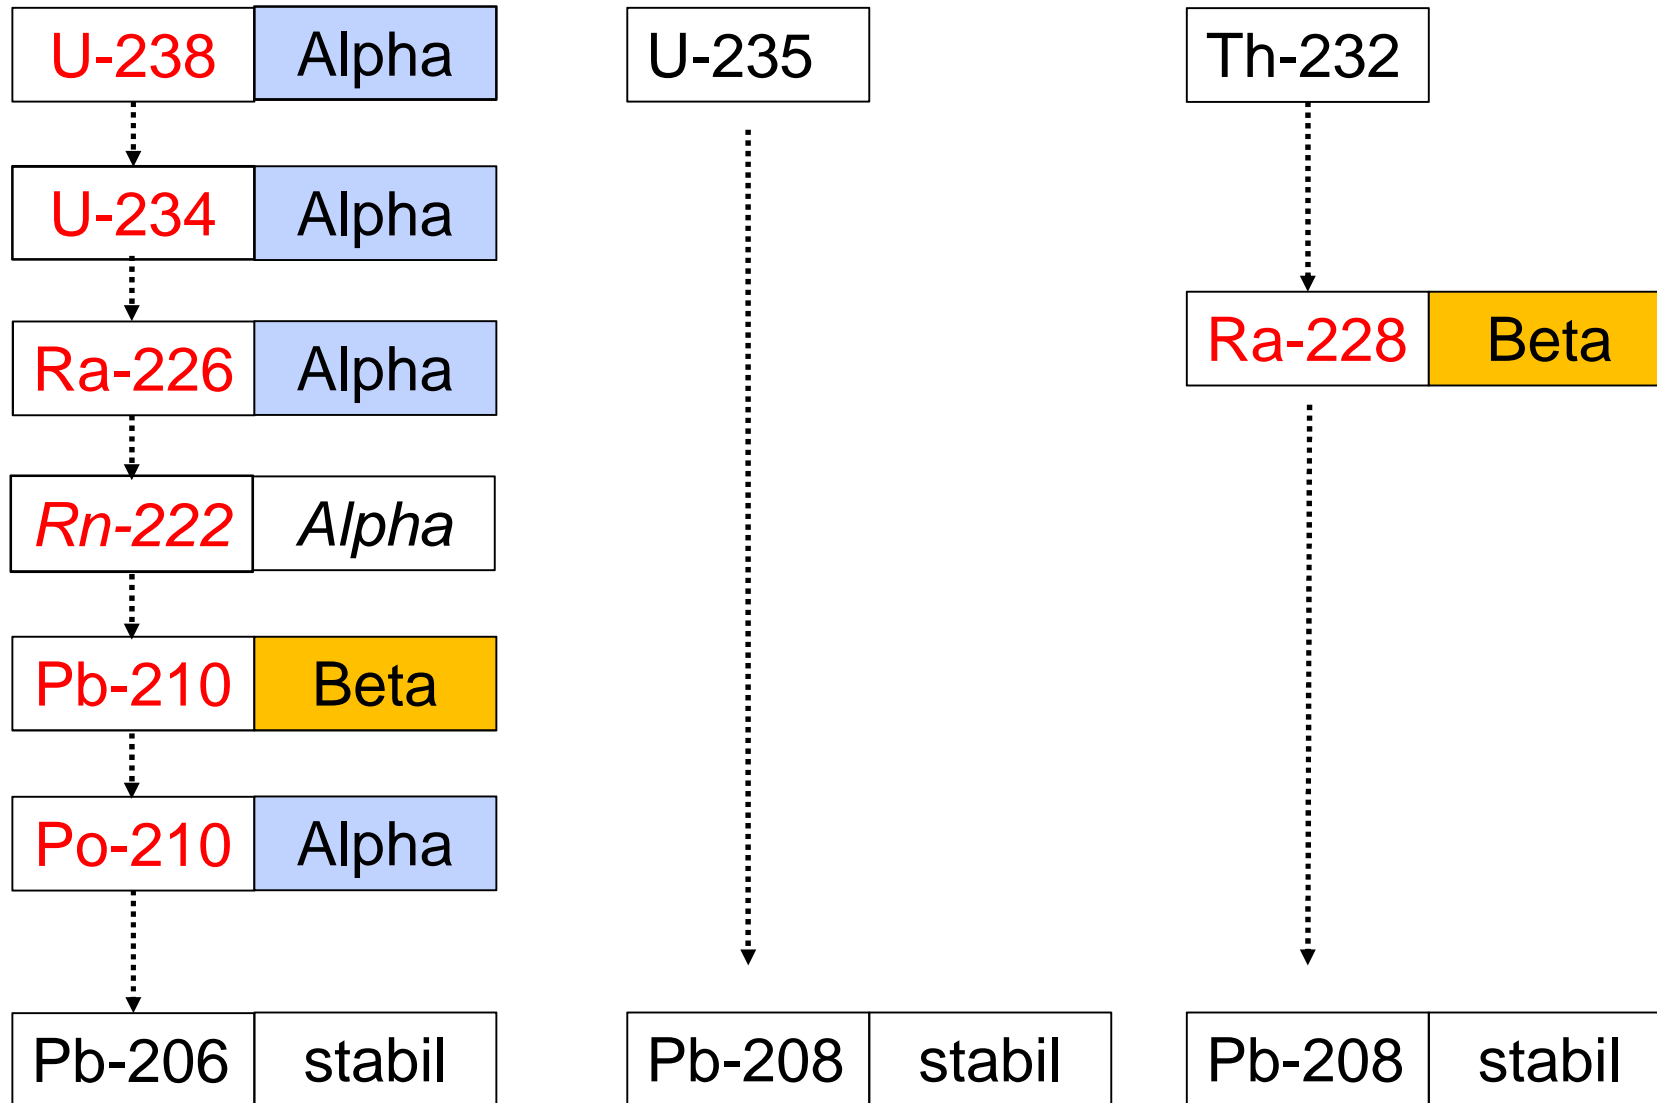 U-238 Alpha U-235 Th-232
U-234 Alpha
Ra-226 Alpha Ra-228 Beta
Rn-222 Alpha
Pb-210 Beta
Po-210 Alpha
Pb-206 stabil Pb-208 stabil Pb-208 stabil